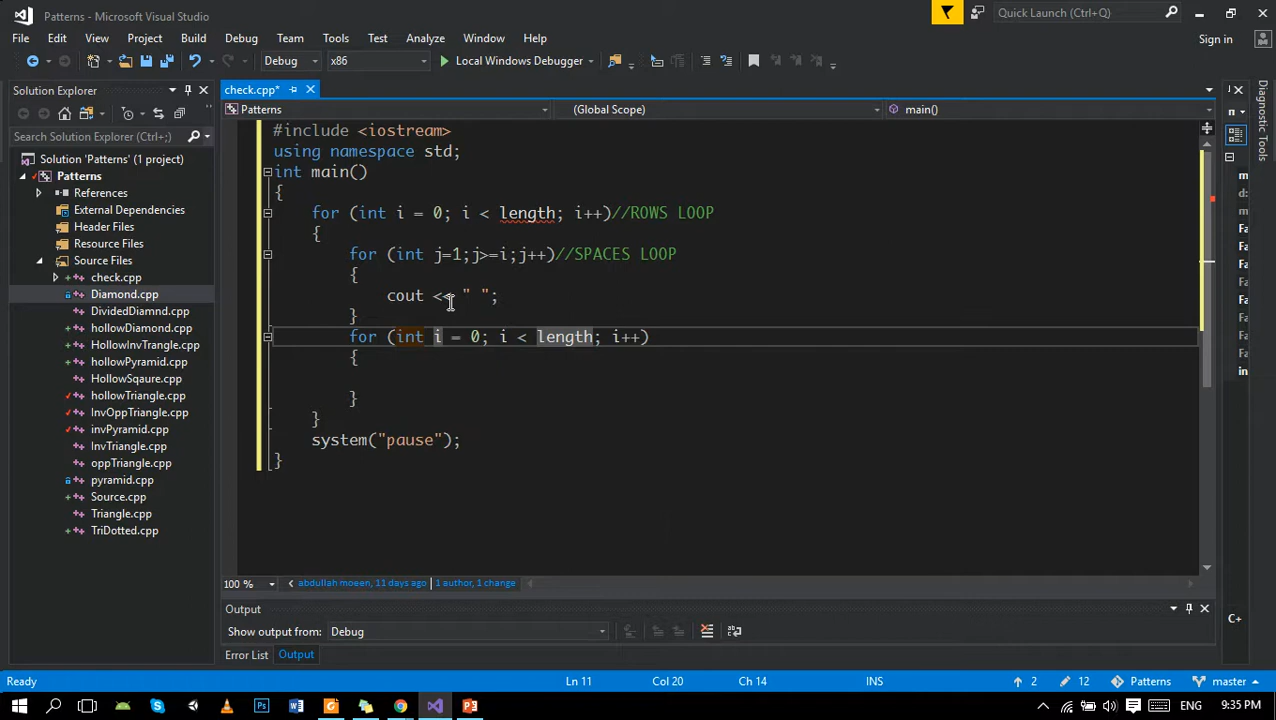 Patterns - Microsoft Visual Studio
Quick Launch (Ctrl+Q)
File Edit View Project Build Debug Team Tools Test Analyze Window Help
Sign in
Debug x86 Local Windows Debugger
Solution Explorer
check.cpp*
Patterns (Global Scope) main()
Search Solution Explorer (Ctrl+;)
Solution 'Patterns' (1 project)
Patterns
References
External Dependencies
Header Files
Resource Files
Source Files
check.cpp
Diamond.cpp
DividedDiamnd.cpp
hollowDiamond.cpp
HollowInvTrangle.cpp
hollowPyramid.cpp
HollowSqaure.cpp
hollowTriangle.cpp
InvOppTriangle.cpp
invPyramid.cpp
InvTriangle.cpp
oppTriangle.cpp
pyramid.cpp
Source.cpp
Triangle.cpp
TriDotted.cpp
#include <iostream>
using namespace std;
int main()
{
for (int i = 0; i < length; i++)//ROWS LOOP
{
for (int j=1;j>=i;j++)//SPACES LOOP
{
cout << " ";
}
for (int i = 0; i < length; i++)
{
}
}
system("pause");
}
100 % abdullah moeen, 11 days ago | 1 author, 1 change
Output
Show output from: Debug
Error List Output
Diagnostic Tools
C+
Ready Ln 11 Col 20 Ch 14 INS 2 12 Patterns master
ENG 9:35 PM